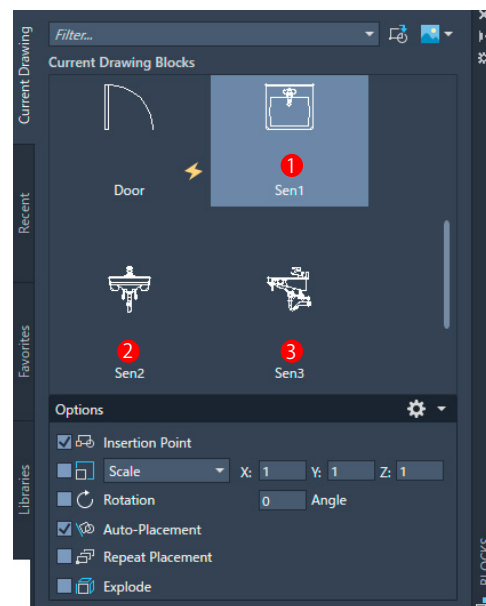 Filter...
Current Drawing Blocks
Current Drawing
Recent
Favorites
Libraries
Door
1
Sen1
2
Sen2
3
Sen3
Options
Insertion Point
Scale X: 1 Y: 1 Z: 1
Rotation 0 Angle
Auto-Placement
Repeat Placement
Explode
BLOCKS